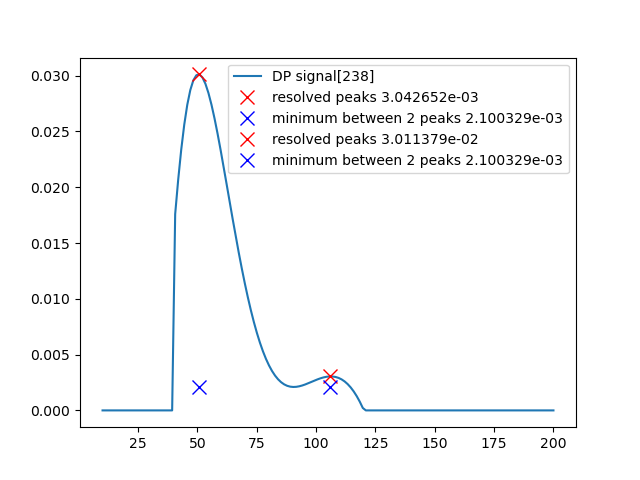 0.030
0.025
0.020
0.015
0.010
0.005
0.000
DP signal[238]
resolved peaks 3.042652e-03
minimum between 2 peaks 2.100329e-03
resolved peaks 3.011379e-02
minimum between 2 peaks 2.100329e-03
25 50 75 100 125 150 175 200